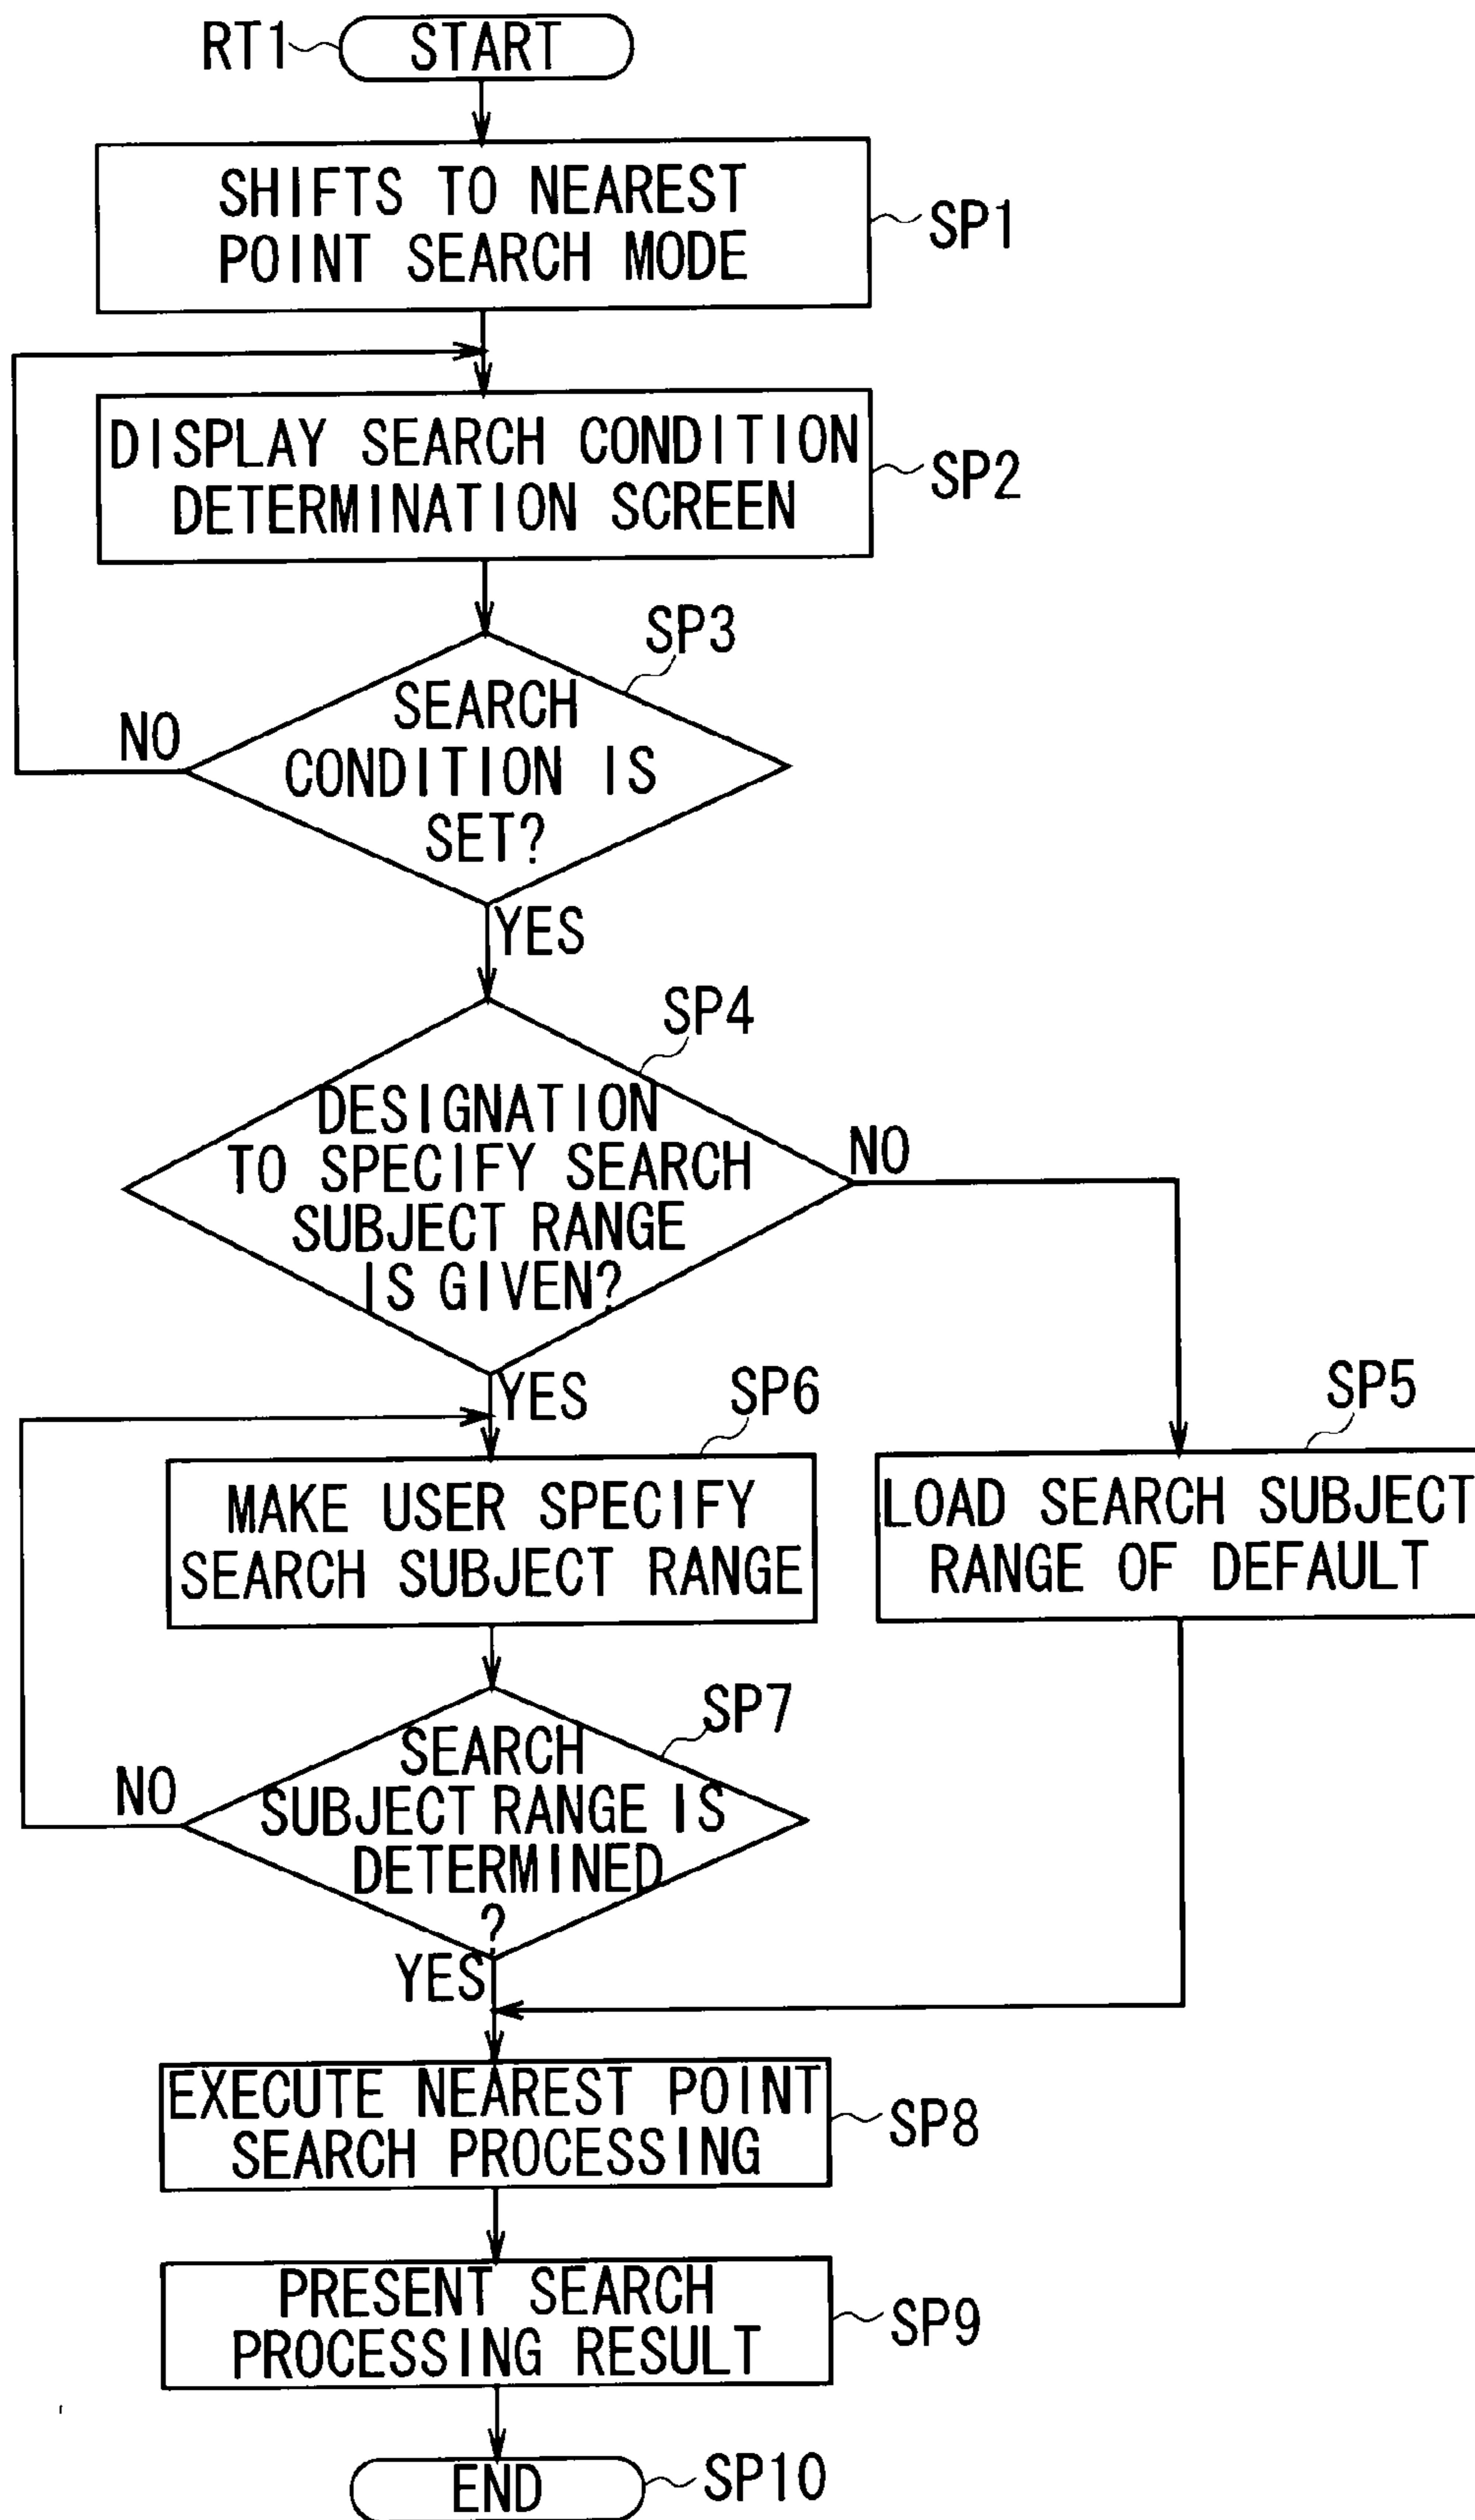 RT1
START
SHIFTS TO NEAREST
POINT SEARCH MODE
SP1
DISPLAY SEARCH CONDITION
DETERMINATION SCREEN
SP2
SP3
SEARCH
CONDITION IS
SET?
NO
YES
SP4
DESIGNATION
TO SPECIFY SEARCH
SUBJECT RANGE
IS GIVEN?
NO
YES
SP6
MAKE USER SPECIFY
SEARCH SUBJECT RANGE
SP5
LOAD SEARCH SUBJECT
RANGE OF DEFAULT
SP7
SEARCH
SUBJECT RANGE IS
DETERMINED
?
NO
YES
EXECUTE NEAREST POINT
SEARCH PROCESSING
SP8
PRESENT SEARCH
PROCESSING RESULT
SP9
END
SP10